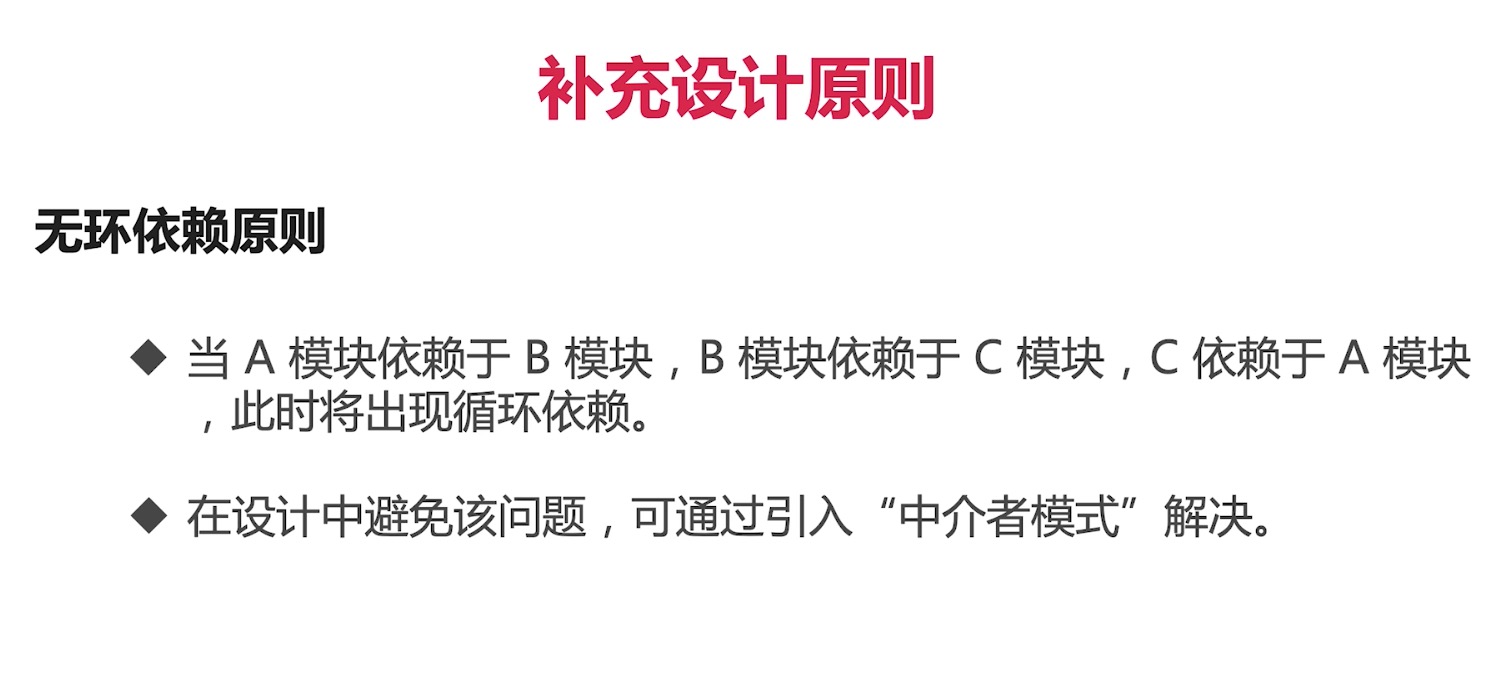 补充设计原则
无环依赖原则
◆ 当 A 模块依赖于 B 模块，B 模块依赖于 C 模块，C 依赖于 A 模块
，此时将出现循环依赖。
◆ 在设计中避免该问题，可通过引入“中介者模式”解决。